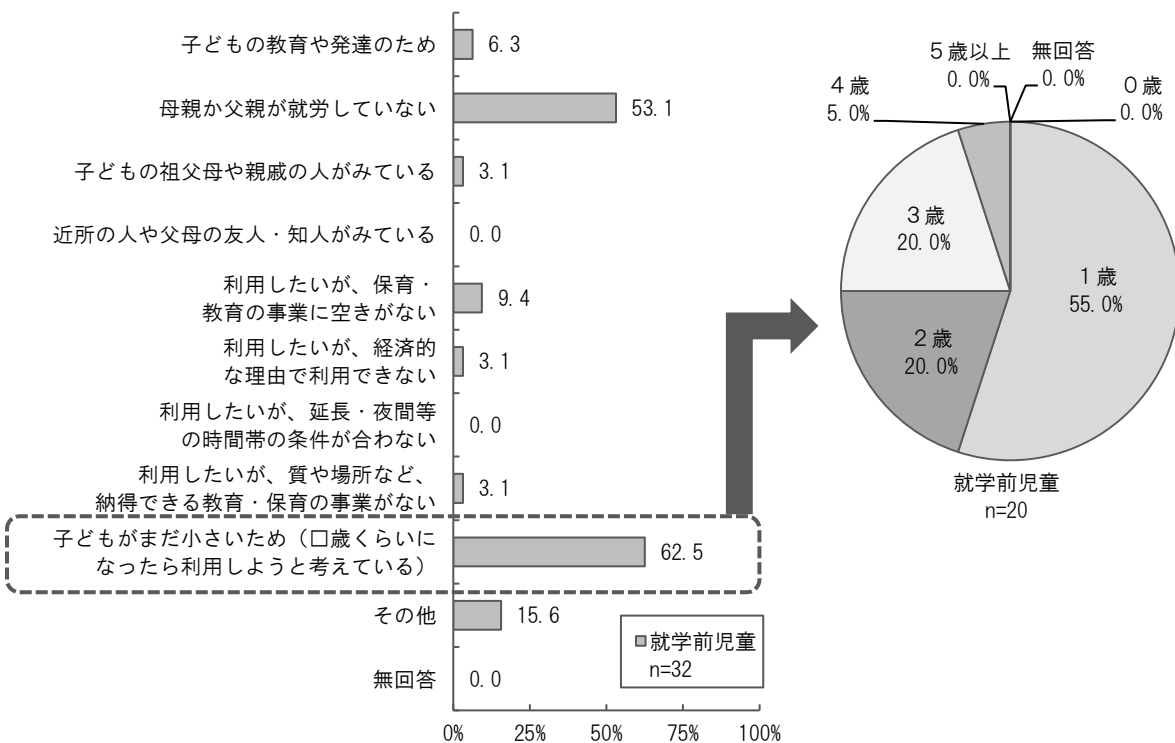 子どもの教育や発達のため
6.3
母親か父親が就労していない
53.1
子どもの祖父母や親戚の人がみている
3.1
近所の人や父母の友人・知人がみている
0.0
利用したいが、保育・
教育の事業に空きがない
9.4
利用したいが、経済的
な理由で利用できない
3.1
利用したいが、延長・夜間等
の時間帯の条件が合わない
0.0
利用したいが、質や場所など、
納得できる教育・保育の事業がない
3.1
子どもがまだ小さいため（□歳くらいに
なったら利用しようと考えている）
62.5
その他
15.6
無回答
0.0
就学前児童
n=32
0%
25%
50%
75%
100%
５歳以上
0.0%
無回答
0.0%
０歳
0.0%
４歳
5.0%
３歳
20.0%
２歳
20.0%
１歳
55.0%
就学前児童
n=20